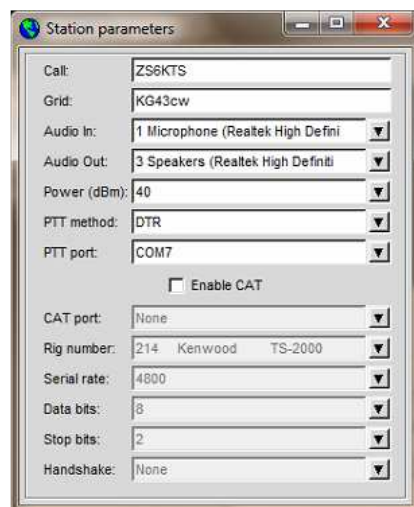 Station parameters
Call: ZS6KTS
Grid: KG43cw
Audio In: 1 Microphone (Realtek High Defini
Audio Out: 3 Speakers (Realtek High Definiti
Power (dBm): 40
PTT method: DTR
PTT port: COM7
Enable CAT
CAT port: None
Rig number: 214 Kenwood TS-2000
Serial rate: 4800
Data bits: 8
Stop bits: 2
Handshake: None